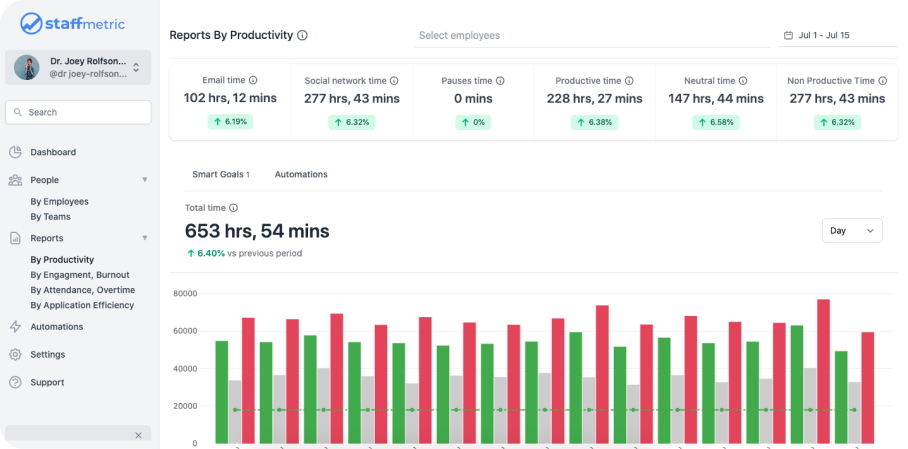 staffmetric
Dr. Joey Rolfson...
@dr joey-rolfson...
Search
Dashboard
People
By Employees
By Teams
Reports
By Productivity
By Engagment, Burnout
By Attendance, Overtime
By Application Efficiency
Automations
Settings
Support
Reports By Productivity
Select employees
Jul 1 - Jul 15
Email time
102 hrs, 12 mins
6.19%
Social network time
277 hrs, 43 mins
6.32%
Pauses time
0 mins
0%
Productive time
228 hrs, 27 mins
6.38%
Neutral time
147 hrs, 44 mins
6.58%
Non Productive Time
277 hrs, 43 mins
6.32%
Smart Goals 1
Automations
Total time
653 hrs, 54 mins
6.40% vs previous period
Day
80000
60000
40000
20000
0